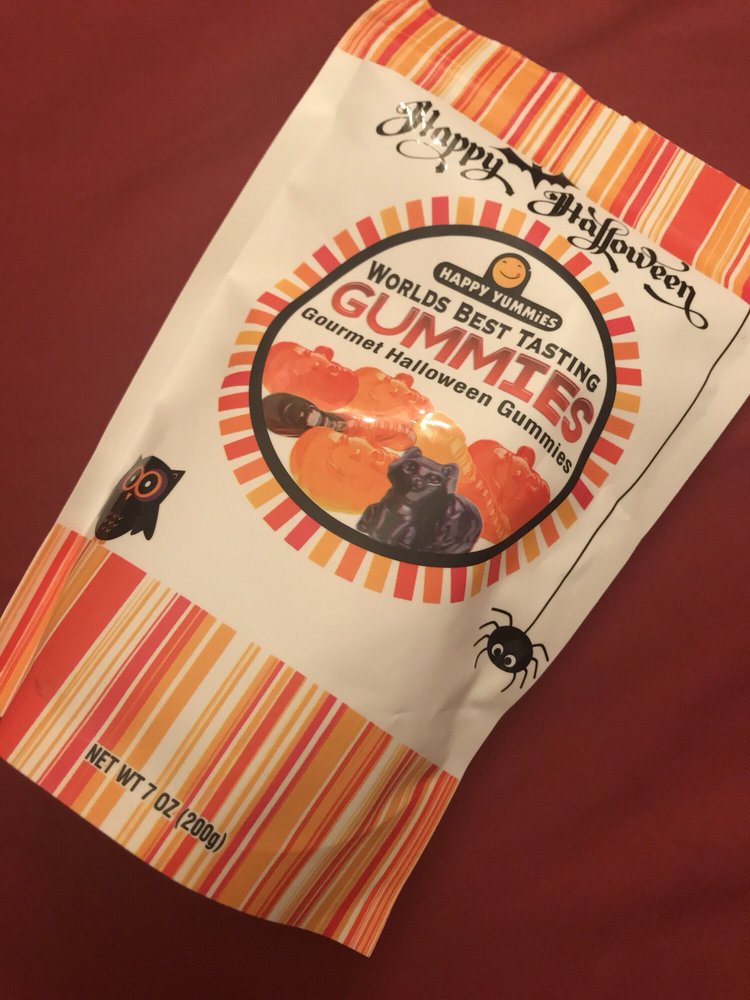 Happy
Halloween
HAPPY YUMMiES
WORLDS BEST TASTING
GUMMIES
Gourmet Halloween Gummies
NET WT 7 OZ (200g)